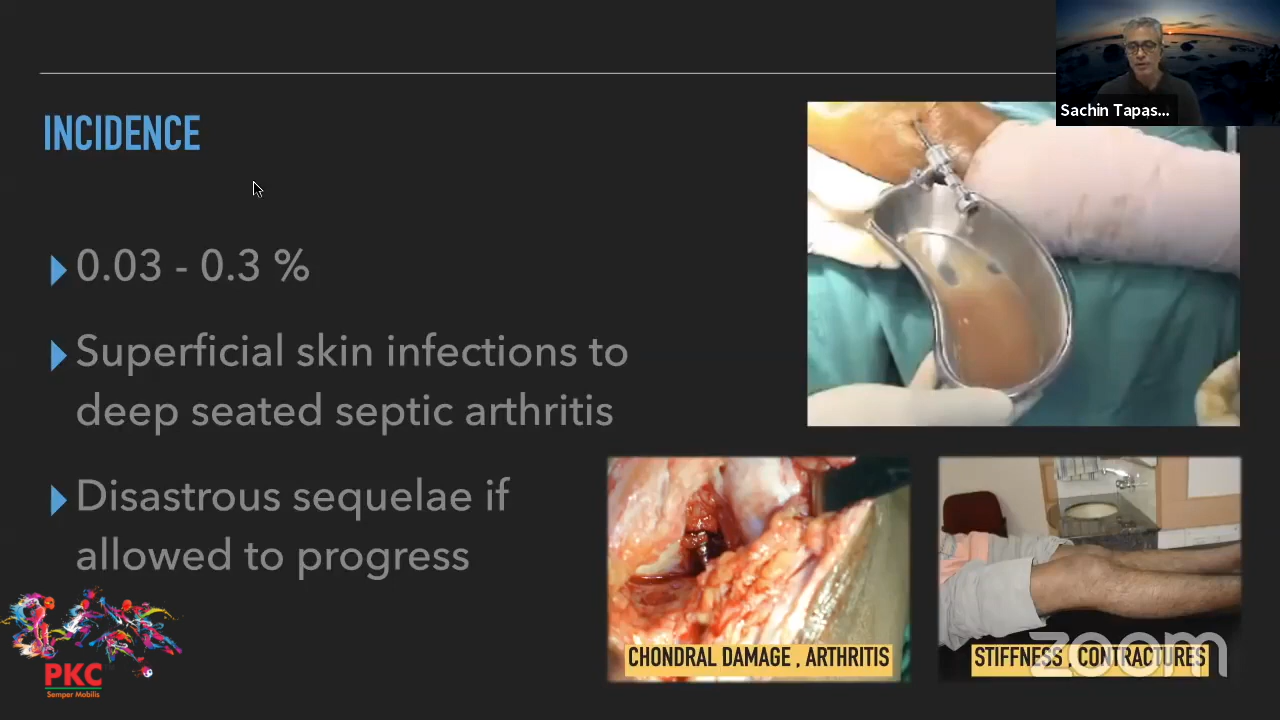 Sachin Tapas...
INCIDENCE
0.03 - 0.3 %
Superficial skin infections to
deep seated septic arthritis
Disastrous sequelae if
allowed to progress
CHONDRAL DAMAGE , ARTHRITIS
STIFFNESS , CONTRACTURES
zoom
PKC
Semper Mobilis